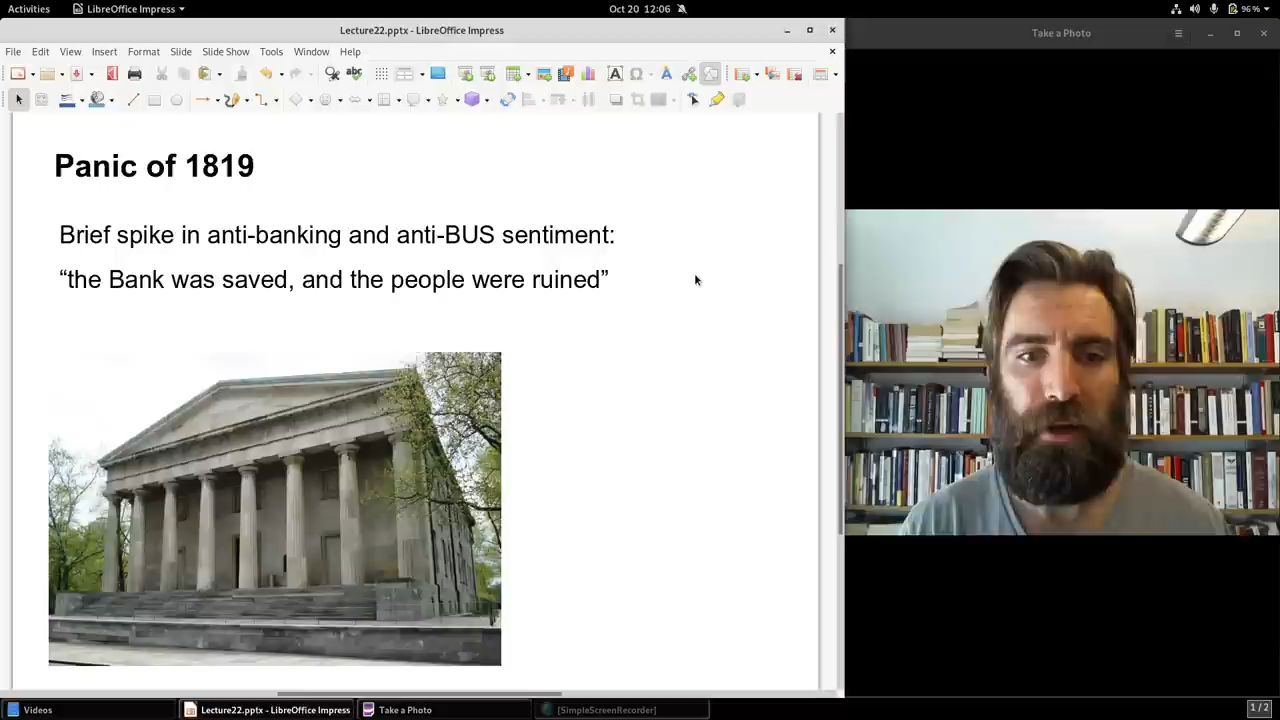 Activities
LibreOffice Impress
Oct 20 12:06
96 %
Lecture22.pptx - LibreOffice Impress
Take a Photo
File Edit View Insert Format Slide Slide Show Tools Window Help
Panic of 1819
Brief spike in anti-banking and anti-BUS sentiment:
“the Bank was saved, and the people were ruined”
Videos
Lecture22.pptx - LibreOffice Impress
Take a Photo
[SimpleScreenRecorder]
1 / 2